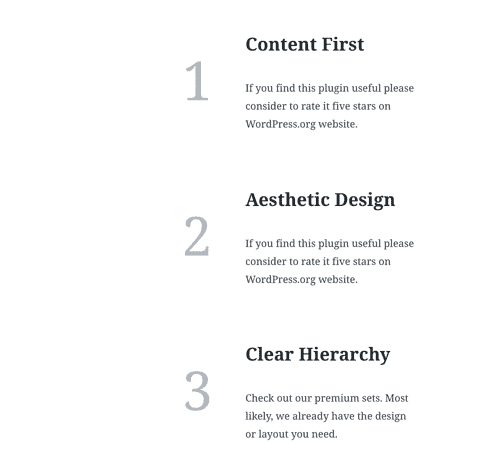 Content First
1
If you find this plugin useful please
consider to rate it five stars on
WordPress.org website.
Aesthetic Design
2
If you find this plugin useful please
consider to rate it five stars on
WordPress.org website.
Clear Hierarchy
3
Check out our premium sets. Most
likely, we already have the design
or layout you need.